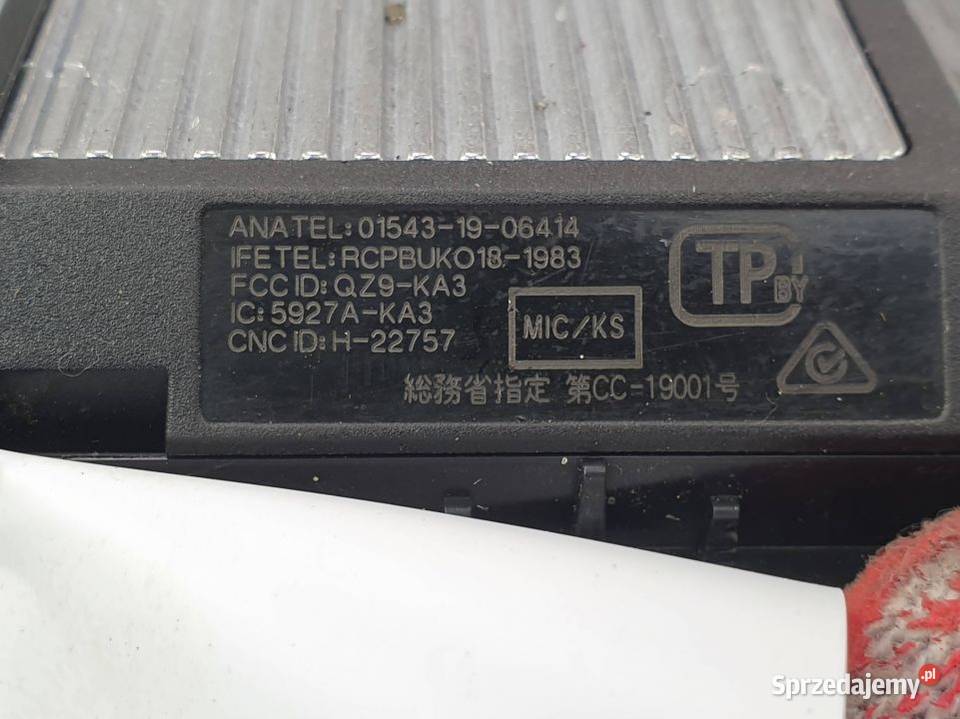 ANATEL: 01543-19-06414
IFETEL: RCPBUKO18-1983
FCC ID: QZ9-KA3
IC: 5927A-KA3
CNC ID: H-22757
MIC/KS
TP
BY
総務省指定 第CC-19001号
Sprzedajemy.pl